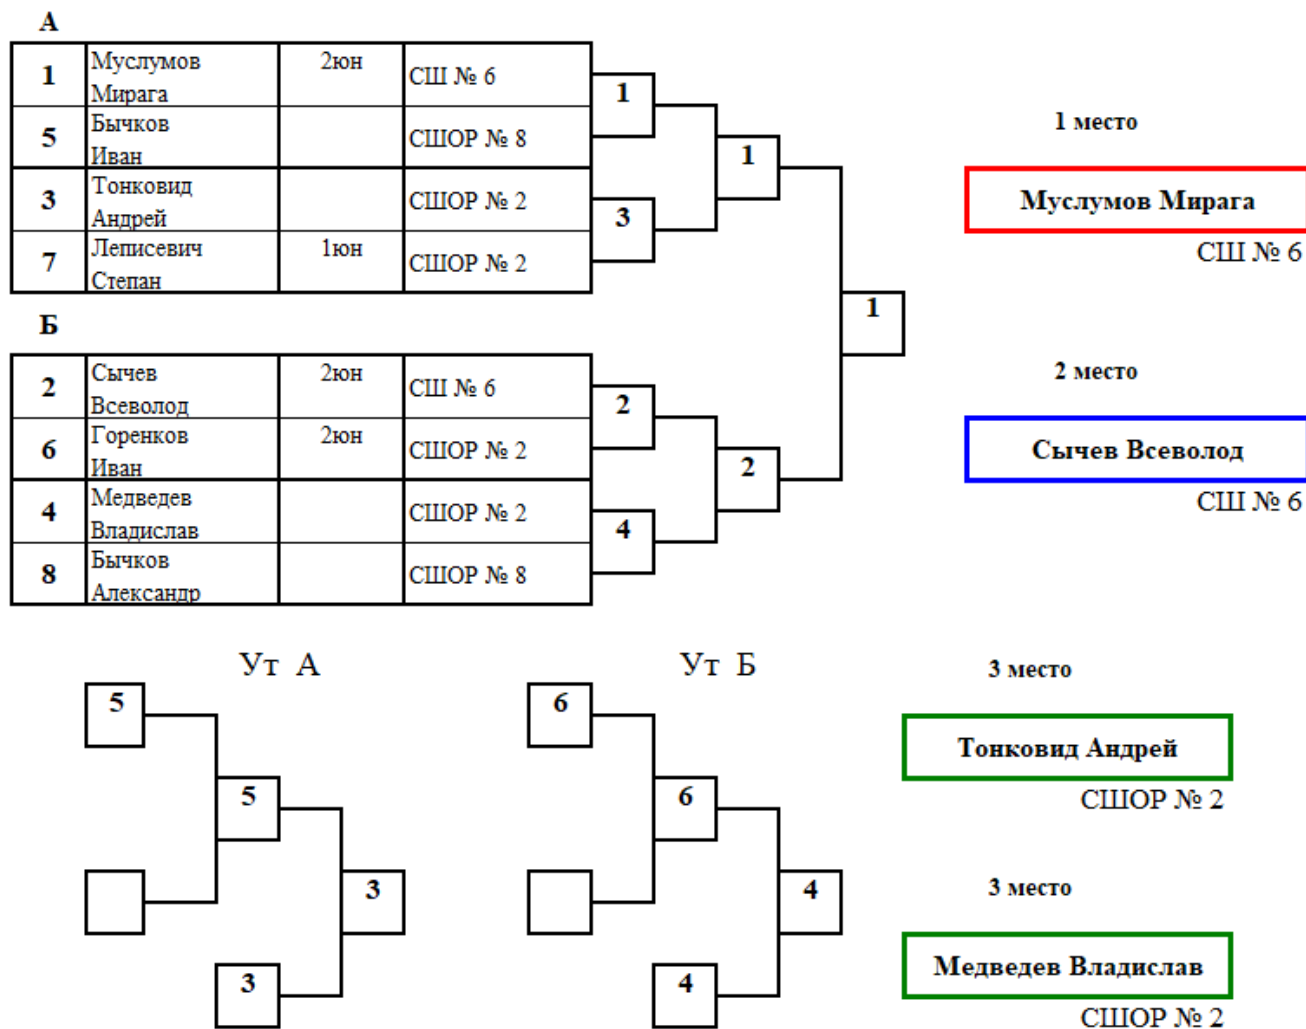 А
1 Муслумов Мирага 2юн СШ № 6
5 Бычков Иван СШОР № 8
3 Тонковид Андрей СШОР № 2
7 Леписевич Степан 1юн СШОР № 2
1
3
1
1
1 место
Муслумов Мирага
СШ № 6
Б
2 Сычев Всеволод 2юн СШ № 6
6 Горенков Иван 2юн СШОР № 2
4 Медведев Владислав СШОР № 2
8 Бычков Александр СШОР № 8
2
4
2
2 место
Сычев Всеволод
СШ № 6
Ут А
5
5
3
3
Ут Б
6
6
4
4
3 место
Тонковид Андрей
СШОР № 2
3 место
Медведев Владислав
СШОР № 2